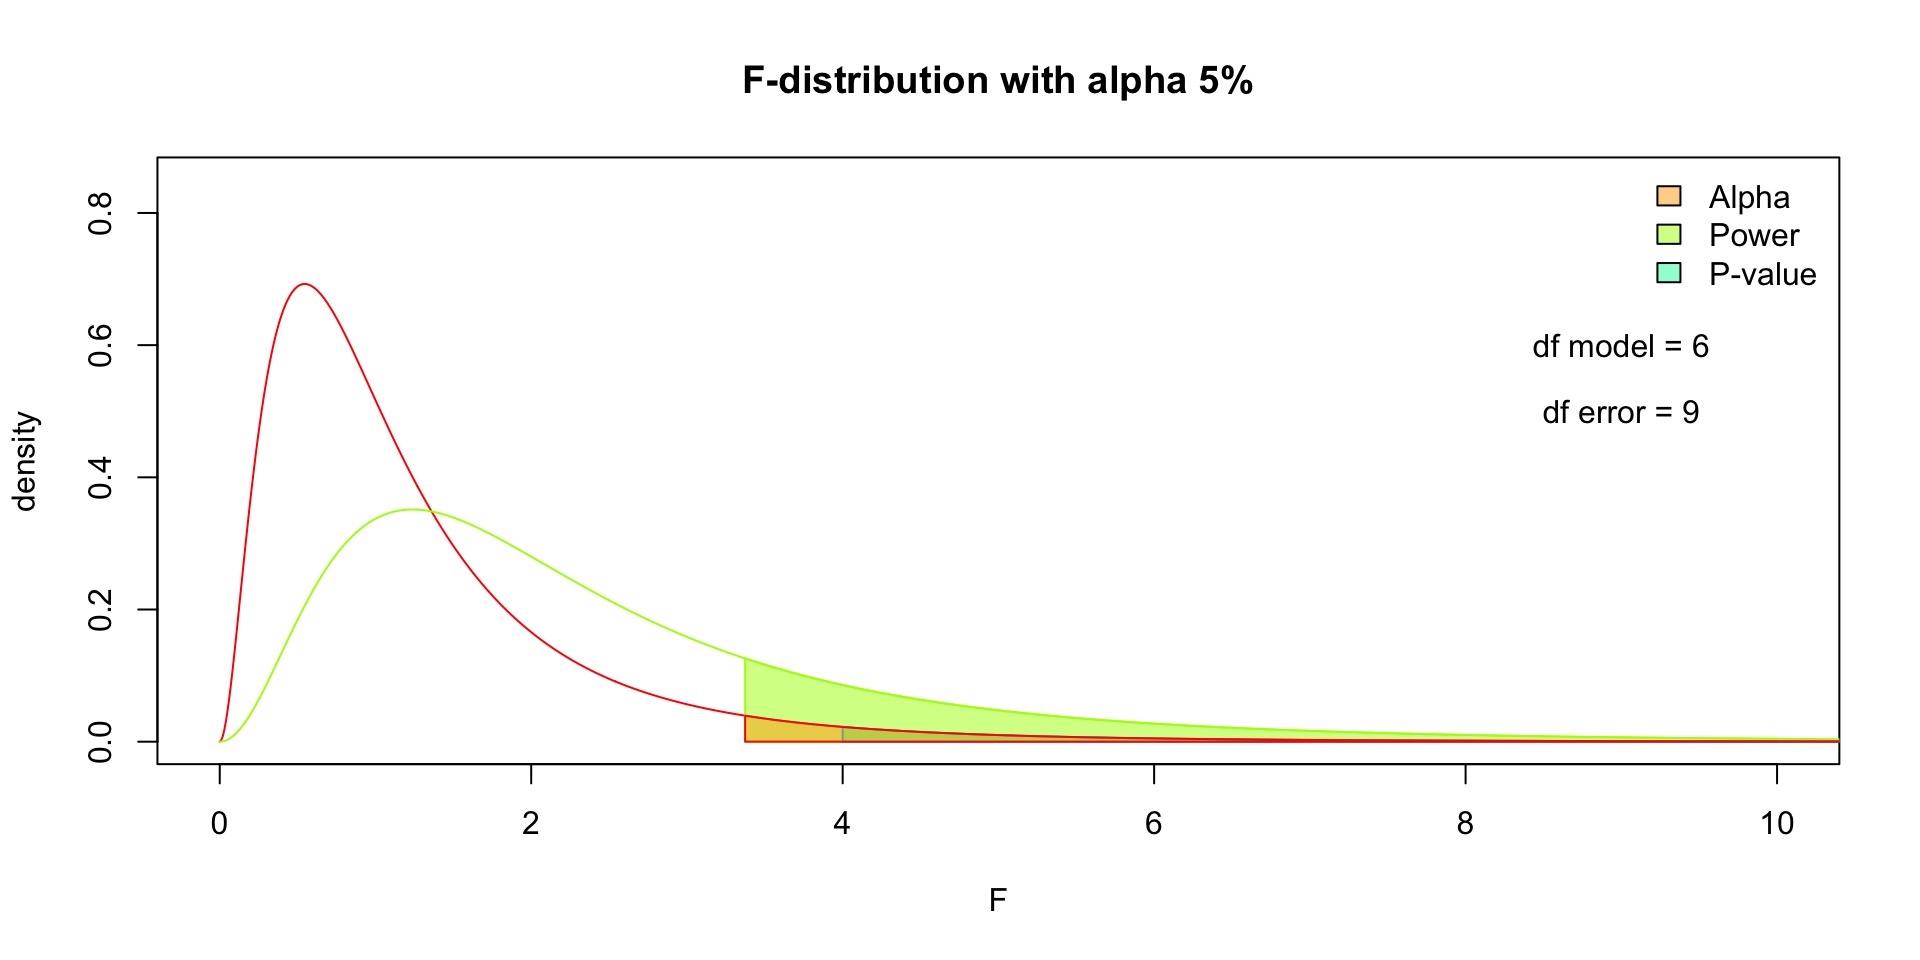 F-distribution with alpha 5%
Alpha
Power
P-value
df model = 6
df error = 9
density
0.8
0.6
0.4
0.2
0.0
0 2 4 6 8 10
F